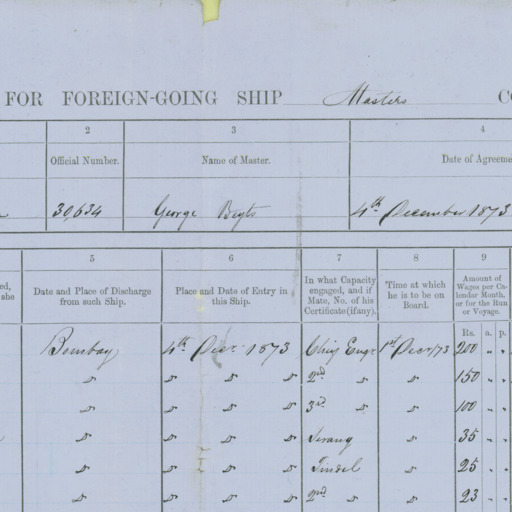 FOR FOREIGN-GOING SHIP Masters CO
2 3 4
Official Number. Name of Master. Date of Agreeme
30,634 George Beyts 4th December 1873
5 6 7 8 9
ed, she
Date and Place of Discharge from such Ship.
Place and Date of Entry in this Ship.
In what Capacity engaged, and if Mate, No. of his Certificate (if any).
Time at which he is to be on Board.
Amount of Wages per Calendar Month, or for the Run or Voyage.
Rs. a. p.
Bombay 4th Decr 1873 Chief Engr 1st Decr/73 200 " "
" " " " 2nd " 150 " "
" " " " 3rd " " 100 " "
" " " " Serang " 35 " "
" " " " Tindel " 25 " "
" " " " 2nd " " 23 " "